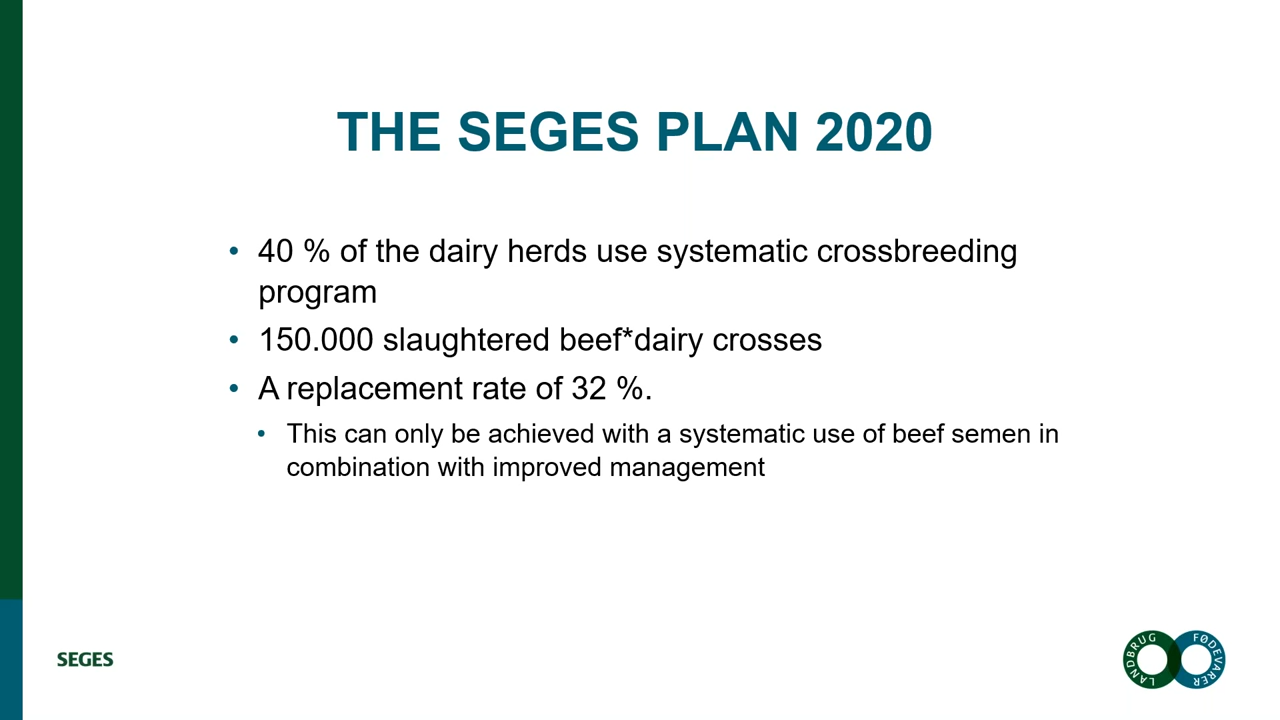 THE SEGES PLAN 2020
• 40 % of the dairy herds use systematic crossbreeding
program
• 150.000 slaughtered beef*dairy crosses
• A replacement rate of 32 %.
• This can only be achieved with a systematic use of beef semen in
combination with improved management
SEGES
LANDBRUG
FØDEVARER